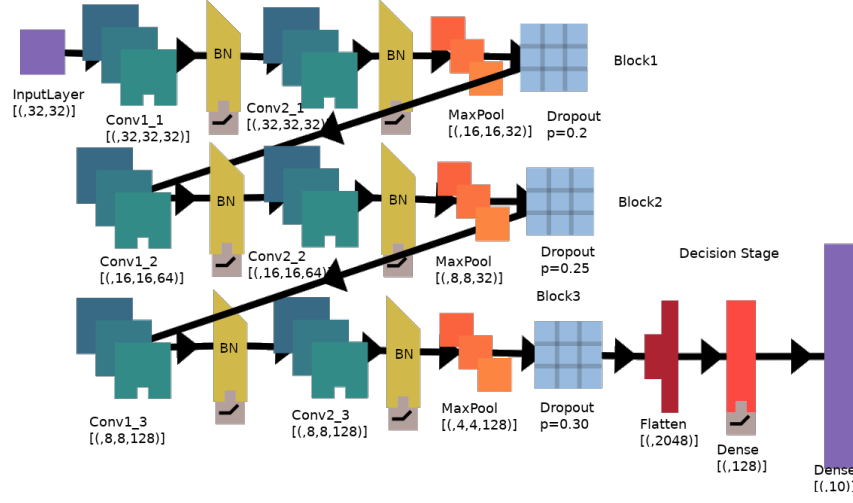 BN
BN
Block1
InputLayer
[(,32,32)]
Conv1_1
[(,32,32,32)]
Conv2_1
[(,32,32,32)]
MaxPool
[(,16,16,32)]
Dropout
p=0.2
BN
BN
Block2
Conv1_2
[(,16,16,64)]
Conv2_2
[(,16,16,64)]
MaxPool
[(,8,8,32)]
Dropout
p=0.25
Decision Stage
Block3
BN
BN
Conv1_3
[(,8,8,128)]
Conv2_3
[(,8,8,128)]
MaxPool
[(,4,4,128)]
Dropout
p=0.30
Flatten
[(,2048)]
Dense
[(,128)]
Dense
[(,10)]